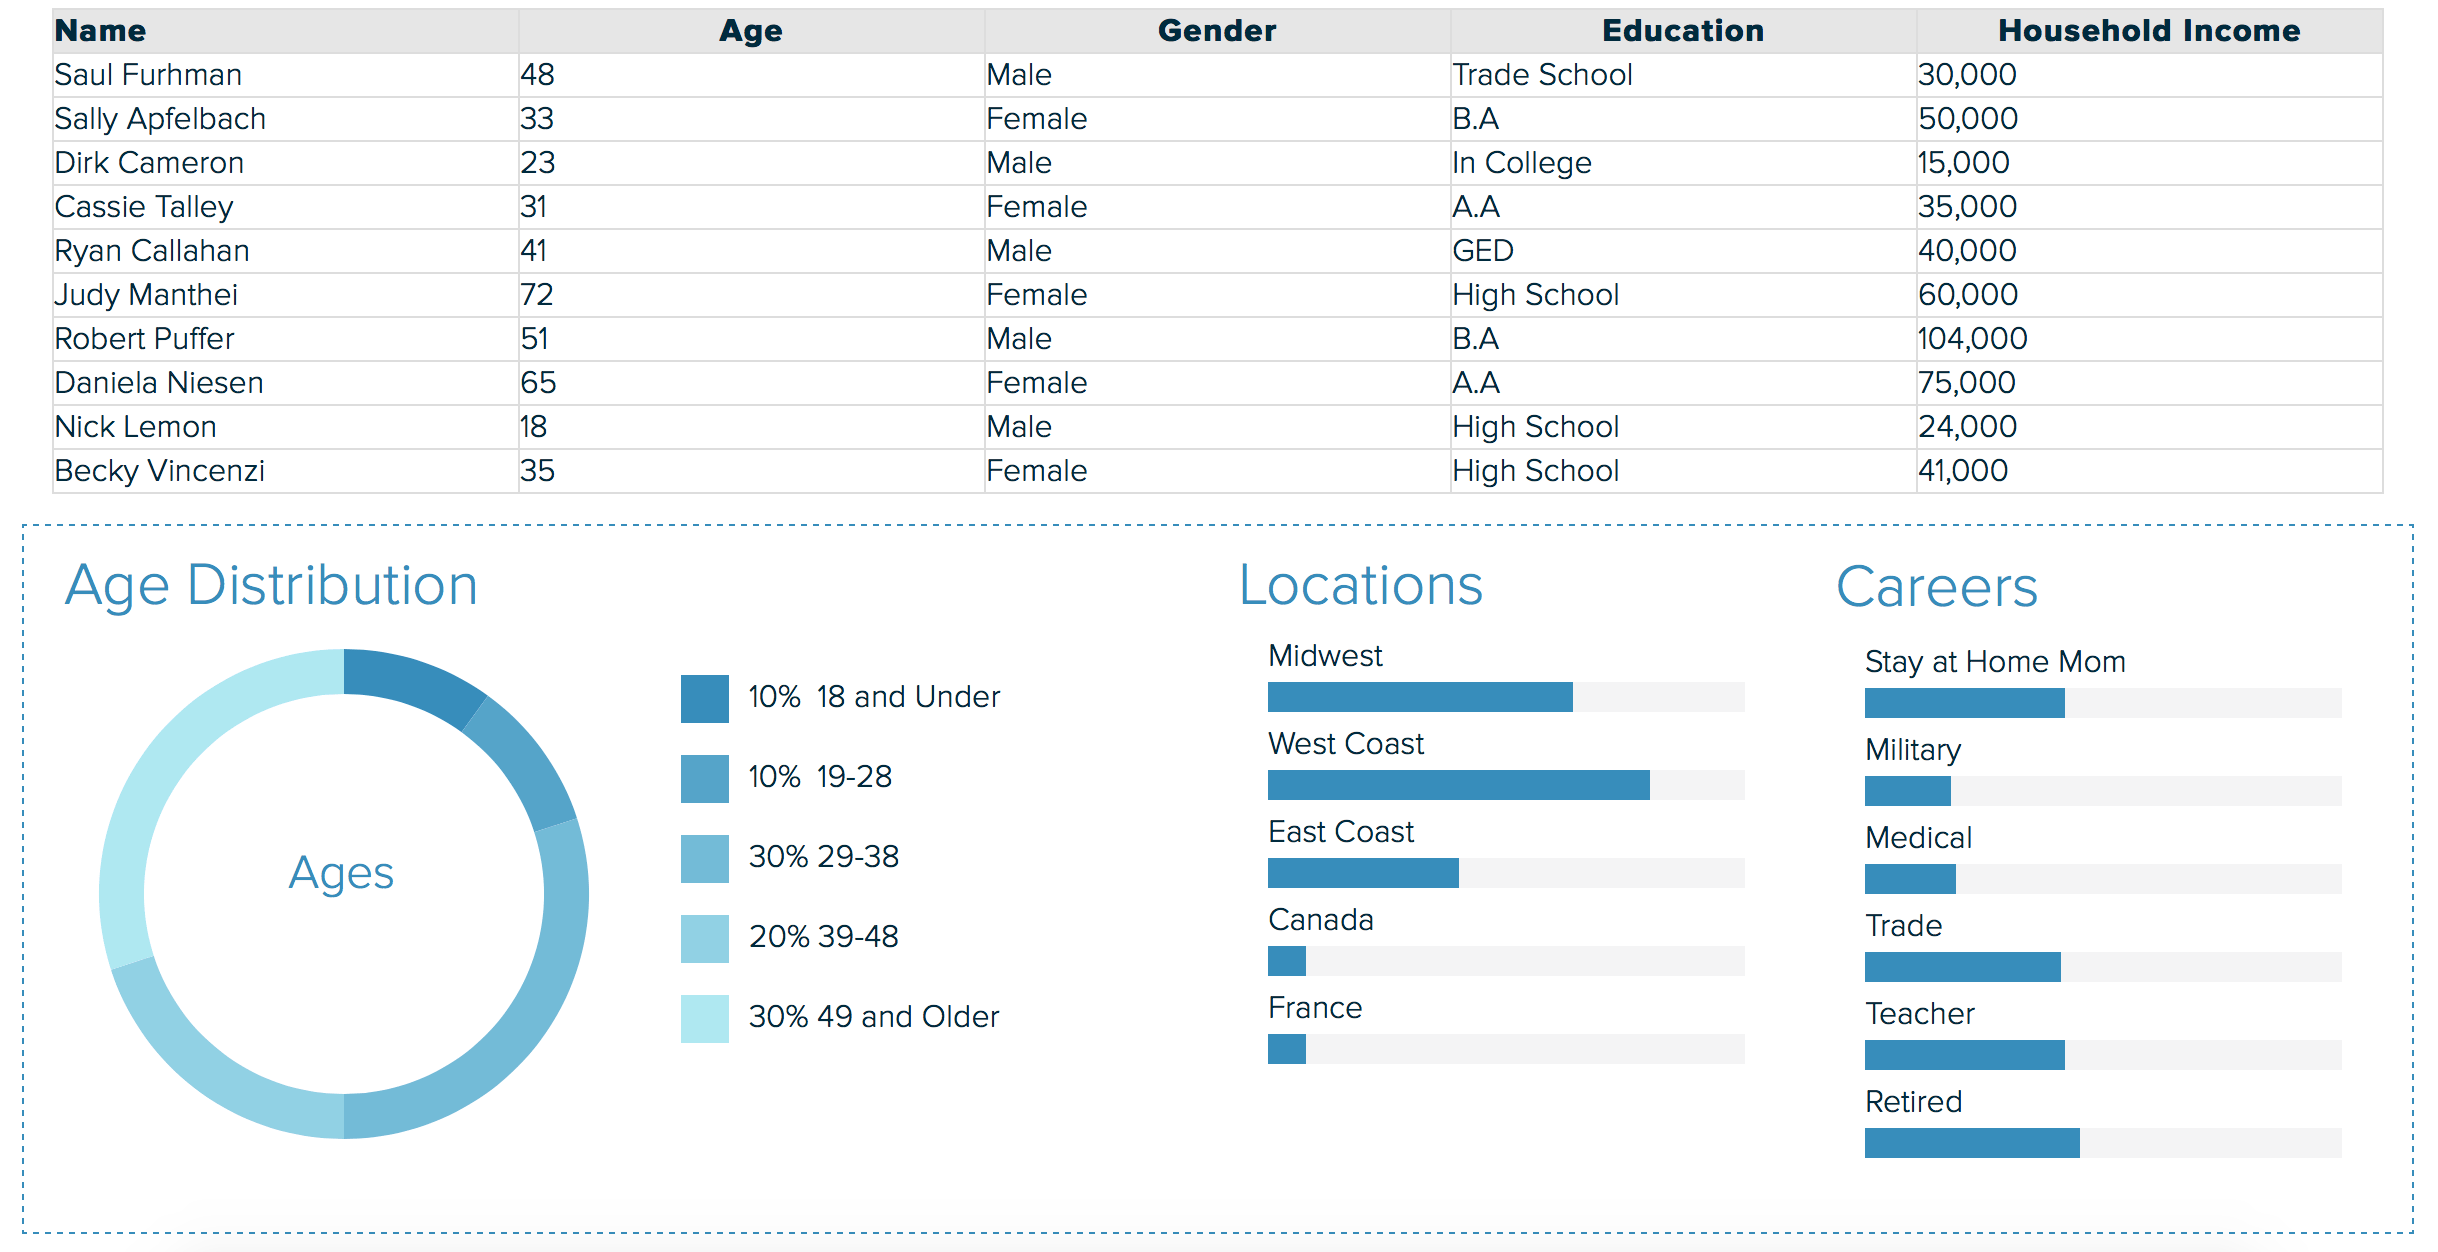 Name Age Gender Education Household Income
Saul Furhman 48 Male Trade School 30,000
Sally Apfelbach 33 Female B.A 50,000
Dirk Cameron 23 Male In College 15,000
Cassie Talley 31 Female A.A 35,000
Ryan Callahan 41 Male GED 40,000
Judy Manthei 72 Female High School 60,000
Robert Puffer 51 Male B.A 104,000
Daniela Niesen 65 Female A.A 75,000
Nick Lemon 18 Male High School 24,000
Becky Vincenzi 35 Female High School 41,000
Age Distribution
Ages
10% 18 and Under
10% 19-28
30% 29-38
20% 39-48
30% 49 and Older
Locations
Midwest
West Coast
East Coast
Canada
France
Careers
Stay at Home Mom
Military
Medical
Trade
Teacher
Retired